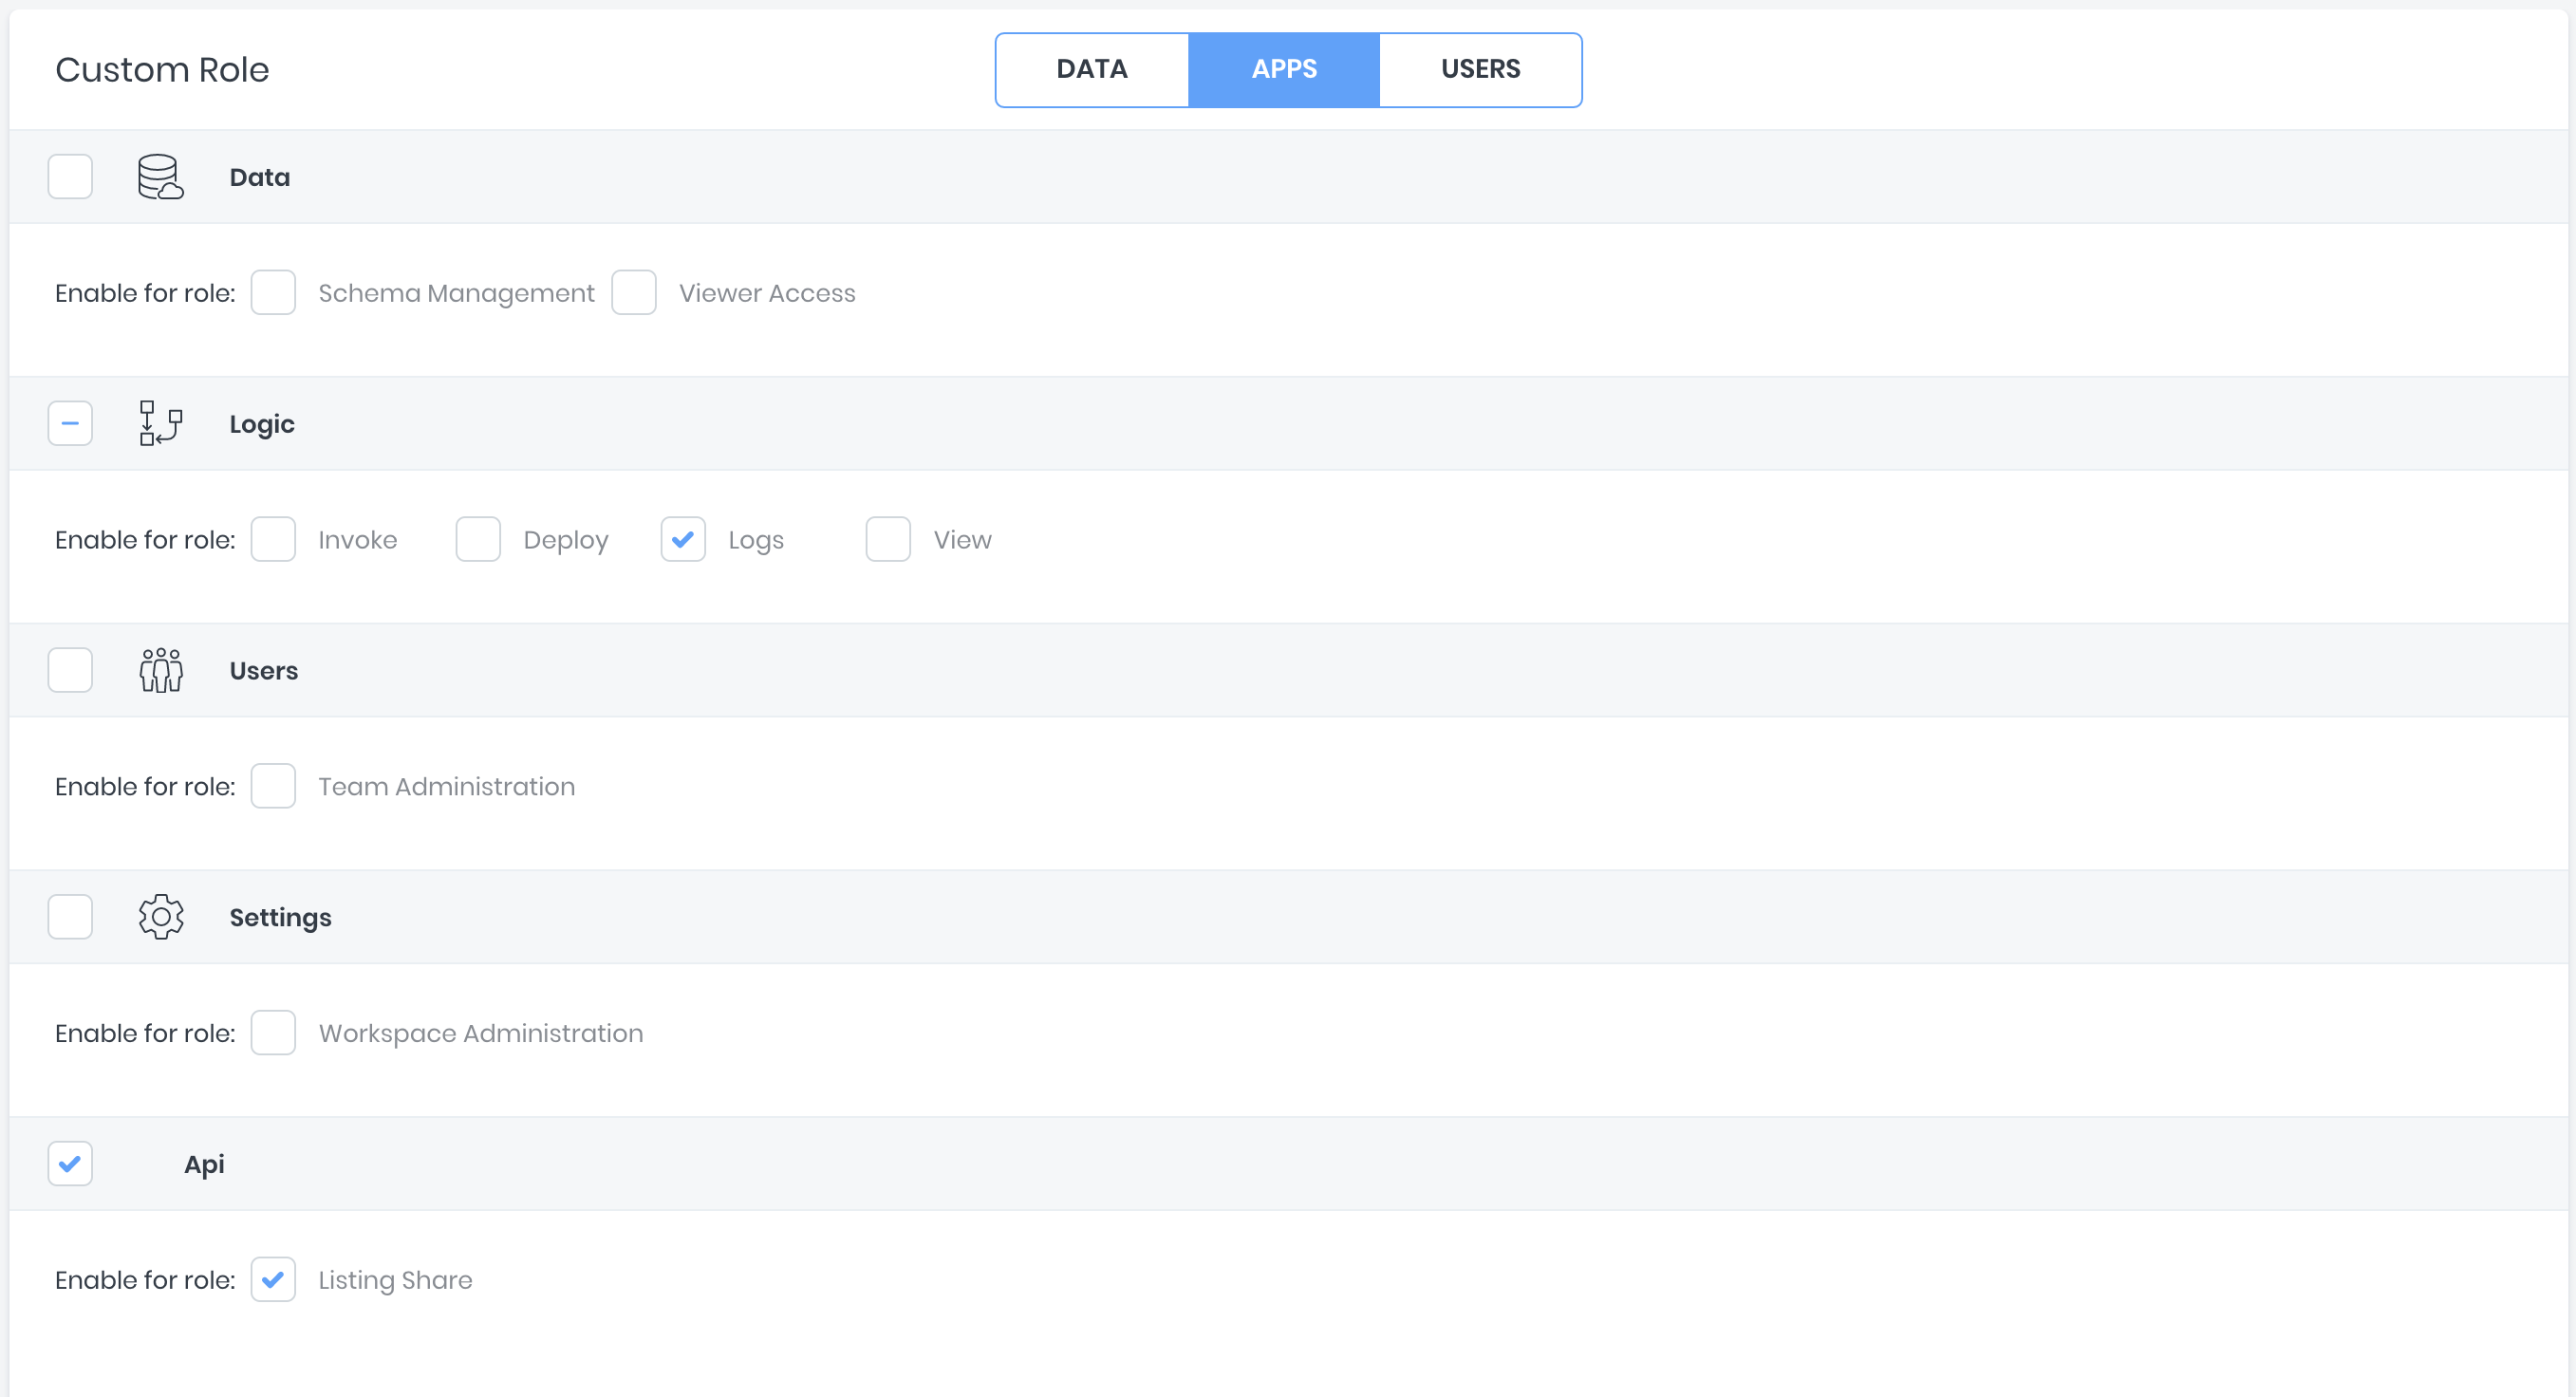 Custom Role
DATA APPS USERS
Data
Enable for role: Schema Management Viewer Access
Logic
Enable for role: Invoke Deploy Logs View
Users
Enable for role: Team Administration
Settings
Enable for role: Workspace Administration
Api
Enable for role: Listing Share